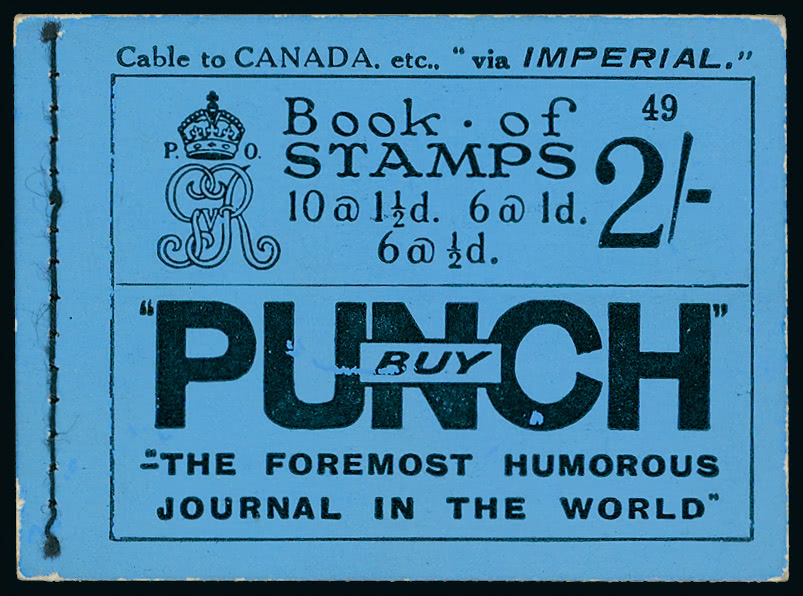 Cable to CANADA. etc., "via IMPERIAL."
Book · of
49
P. O.
STAMPS
2/-
GVR
10 @ 1½d. 6 @ 1d.
6 @ ½d.
"PUNCH"
BUY
"THE FOREMOST HUMOROUS
JOURNAL IN THE WORLD"